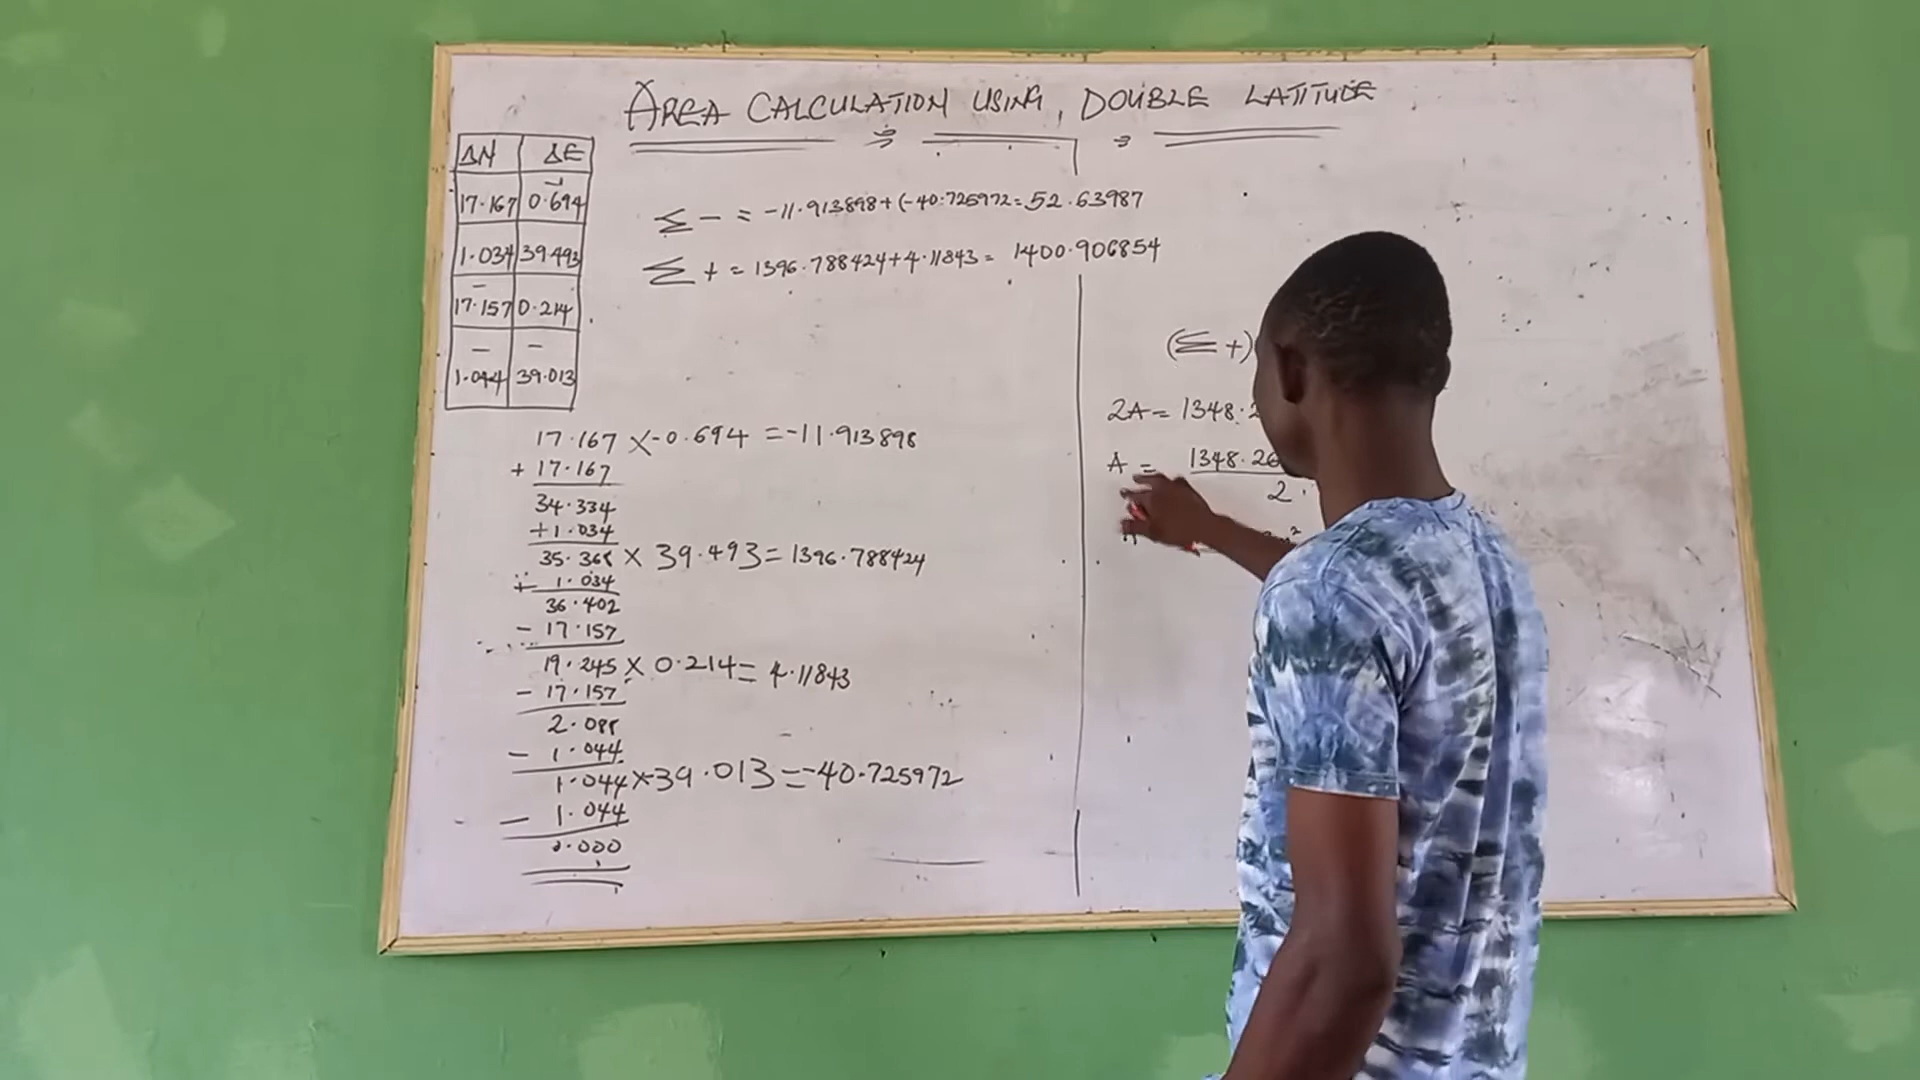 AREA CALCULATION USING, DOUBLE LATITUDE
ΔN ΔE
17.167 -0.694
1.034 39.493
-17.157 0.214
-1.044 -39.013
Σ - = -11.913898+(-40.725972=52.63987
Σ + = 1396.788424+4.11843= 1400.906854
17.167 X -0.694 =-11.913898
+ 17.167
34.334
+1.034
35.368 X 39.493=1396.788424
+ 1.034
36.402
- 17.157
19.245 X 0.214= 4.11843
- 17.157
2.088
- 1.044
1.044 x-39.013=-40.725972
- 1.044
0.000
(Σ +)
2A= 1348.2
A = 1348.26
2
A
m²